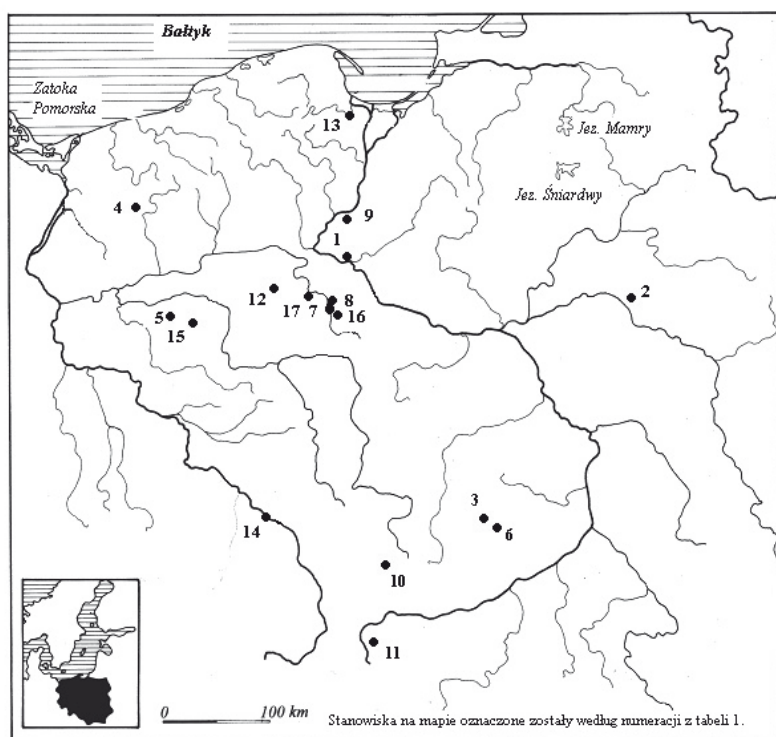 Bałtyk
Zatoka
Pomorska
13
Jez. Mamry
Jez. Śniardwy
4
9
1
12
17
7
8
16
2
5
15
3
6
14
10
11
0
100 km
Stanowiska na mapie oznaczone zostały według numeracji z tabeli 1.